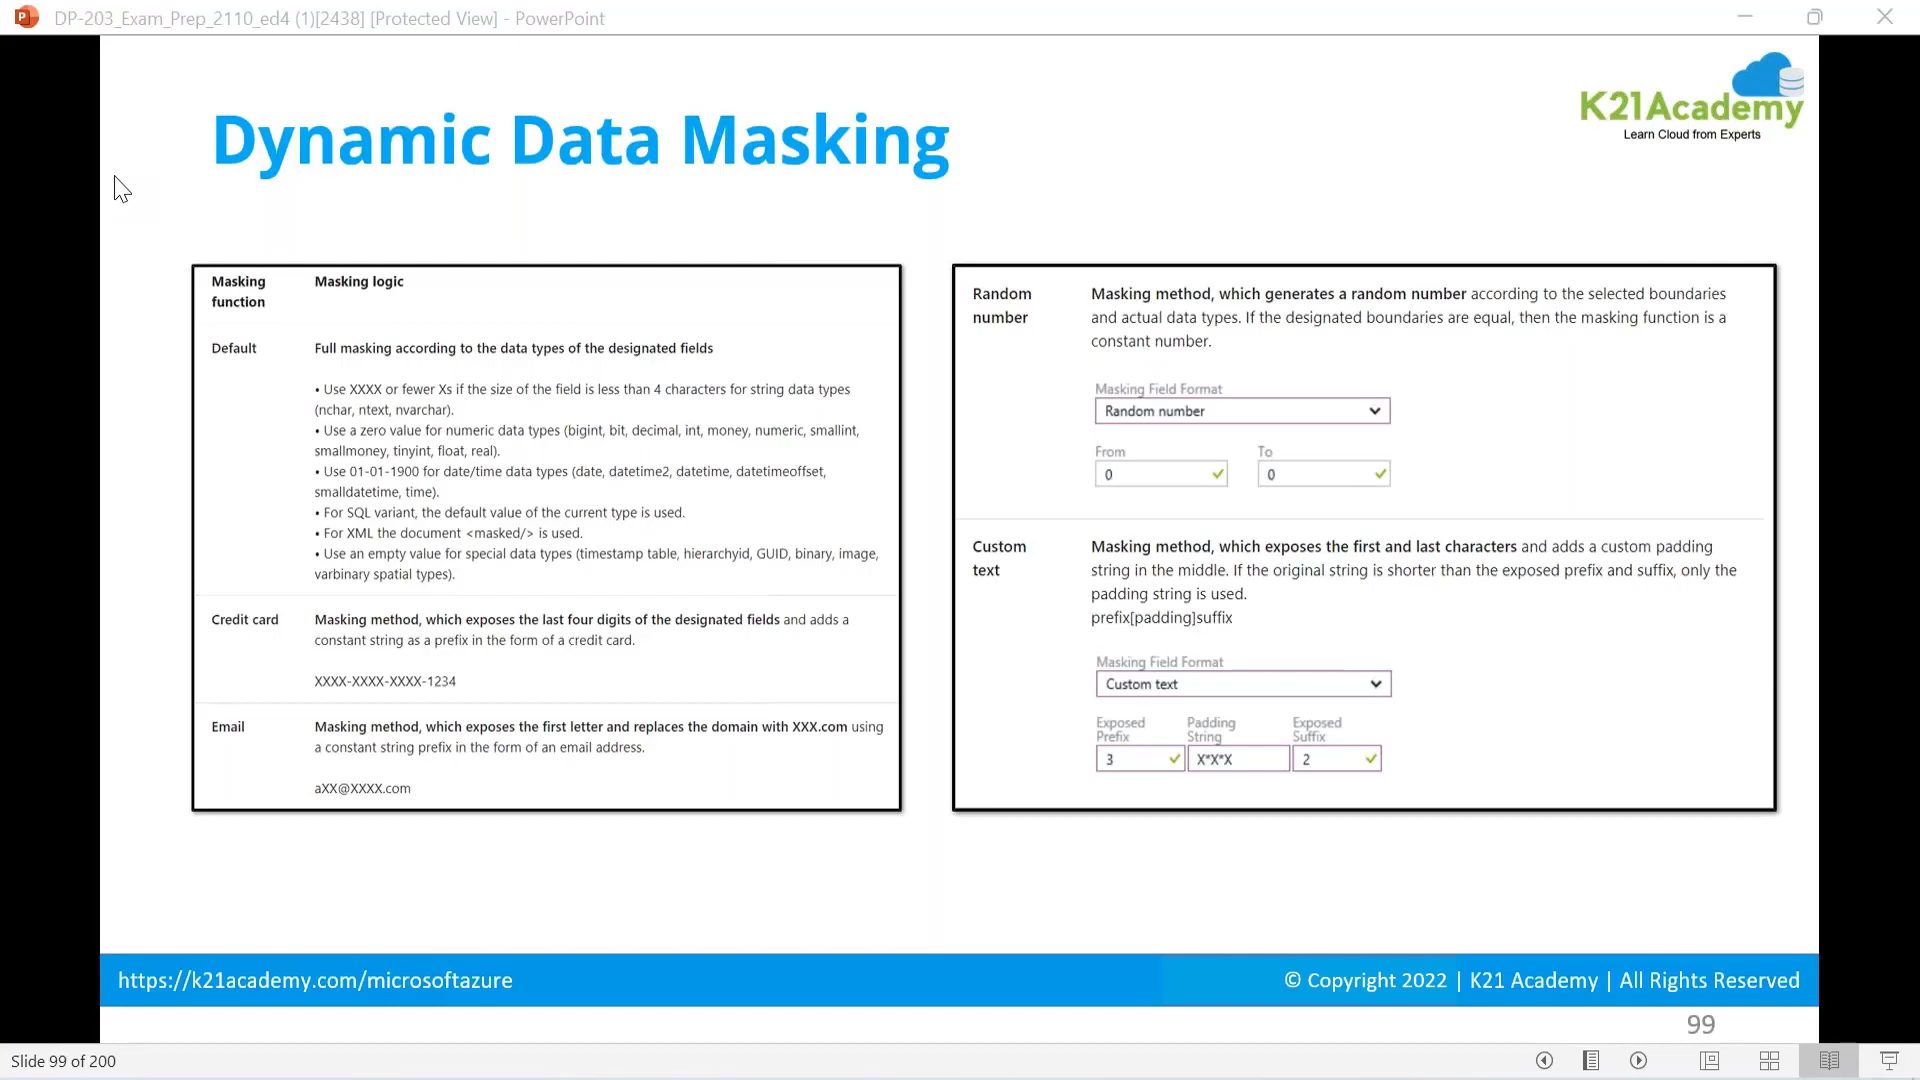 DP-203_Exam_Prep_2110_ed4 (1)[2438] [Protected View] - PowerPoint
K21Academy
Learn Cloud from Experts
Dynamic Data Masking
Masking function
Masking logic
Default
Full masking according to the data types of the designated fields
• Use XXXX or fewer Xs if the size of the field is less than 4 characters for string data types
(nchar, ntext, nvarchar).
• Use a zero value for numeric data types (bigint, bit, decimal, int, money, numeric, smallint,
smallmoney, tinyint, float, real).
• Use 01-01-1900 for date/time data types (date, datetime2, datetime, datetimeoffset,
smalldatetime, time).
• For SQL variant, the default value of the current type is used.
• For XML the document <masked/> is used.
• Use an empty value for special data types (timestamp table, hierarchyid, GUID, binary, image,
varbinary spatial types).
Credit card
Masking method, which exposes the last four digits of the designated fields and adds a
constant string as a prefix in the form of a credit card.
XXXX-XXXX-XXXX-1234
Email
Masking method, which exposes the first letter and replaces the domain with XXX.com using
a constant string prefix in the form of an email address.
aXX@XXXX.com
Random number
Masking method, which generates a random number according to the selected boundaries
and actual data types. If the designated boundaries are equal, then the masking function is a
constant number.
Masking Field Format
Random number
From To
0 0
Custom text
Masking method, which exposes the first and last characters and adds a custom padding
string in the middle. If the original string is shorter than the exposed prefix and suffix, only the
padding string is used.
prefix[padding]suffix
Masking Field Format
Custom text
Exposed Prefix Padding String Exposed Suffix
3 X*X*X 2
https://k21academy.com/microsoftazure
© Copyright 2022 | K21 Academy | All Rights Reserved
99
Slide 99 of 200